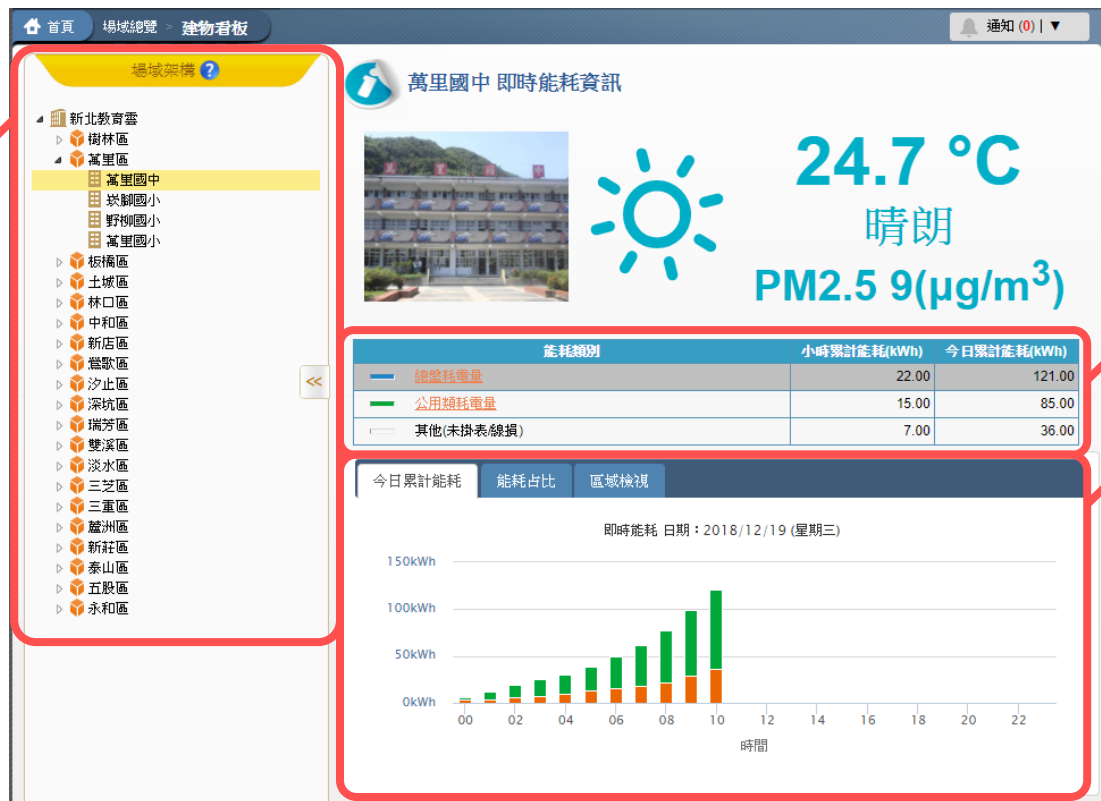 首頁 場域總覽 > 建物看板
通知 (0) | ▼
場域架構 ?
新北教育雲
樹林區
萬里區
萬里國中
崁腳國小
野柳國小
萬里國小
板橋區
土城區
林口區
中和區
新店區
鶯歌區
汐止區
深坑區
瑞芳區
雙溪區
淡水區
三芝區
三重區
蘆洲區
新莊區
泰山區
五股區
永和區
<<
萬里國中 即時能耗資訊
24.7 °C
晴朗
PM2.5 9(μg/m³)
能耗類別 小時累計能耗(kWh) 今日累計能耗(kWh)
總盤耗電量 22.00 121.00
公用類耗電量 15.00 85.00
其他(未掛表/線損) 7.00 36.00
今日累計能耗 能耗占比 區域檢視
即時能耗 日期：2018/12/19 (星期三)
150kWh
100kWh
50kWh
0kWh
00 02 04 06 08 10 12 14 16 18 20 22
時間